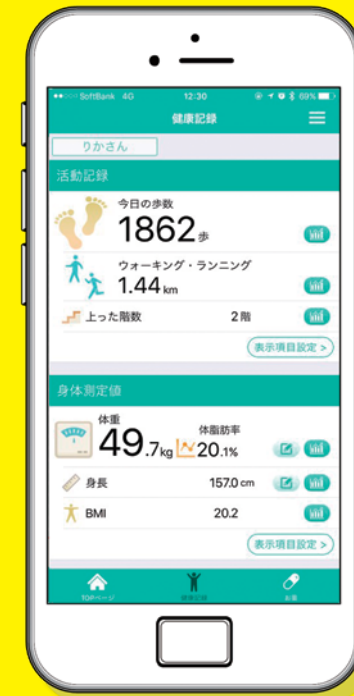 SoftBank 4G 12:30 69%
健康記録
りかさん
活動記録
今日の歩数
1862歩
ウォーキング・ランニング
1.44 km
上った階数 2階
表示項目設定 >
身体測定値
体重 体脂肪率
49.7kg 20.1%
身長 157.0 cm
BMI 20.2
表示項目設定 >
TOPページ 健康記録 お薬